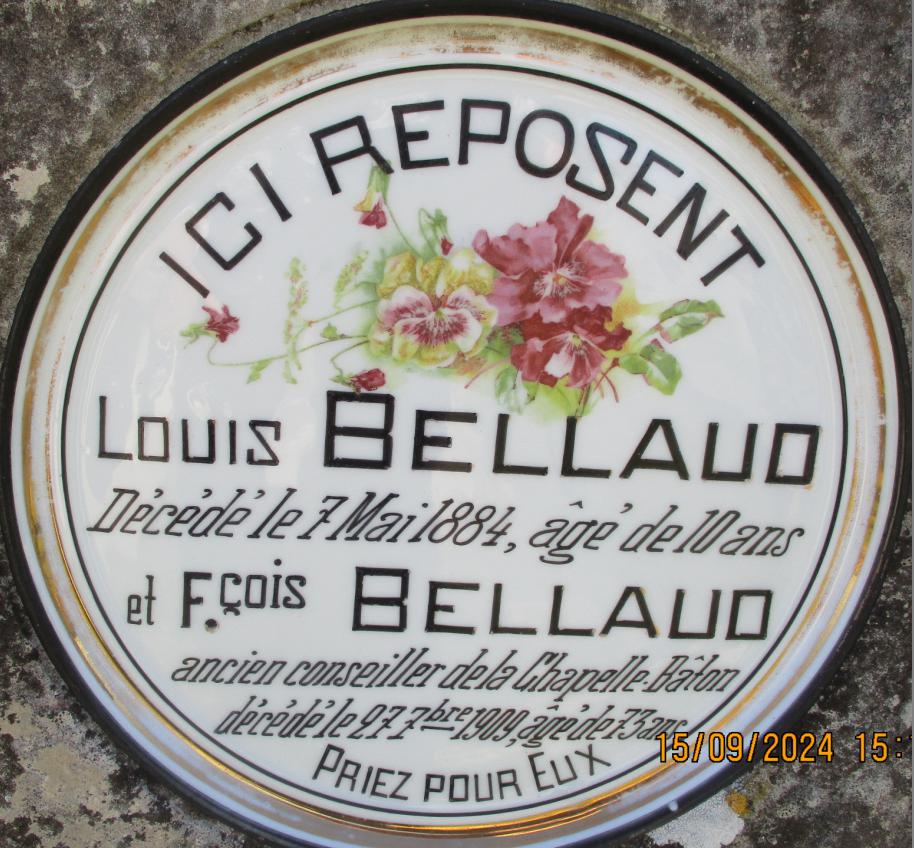 ICI REPOSENT
LOUIS BELLAUD
Décédé le 7 Mai 1884, âgé de 10 ans
et F.çois BELLAUD
ancien conseiller de la Chapelle-Bâton
décédé le 27 7bre 1909, âgé de 73 ans
PRIEZ POUR EUX
15/09/2024 15: